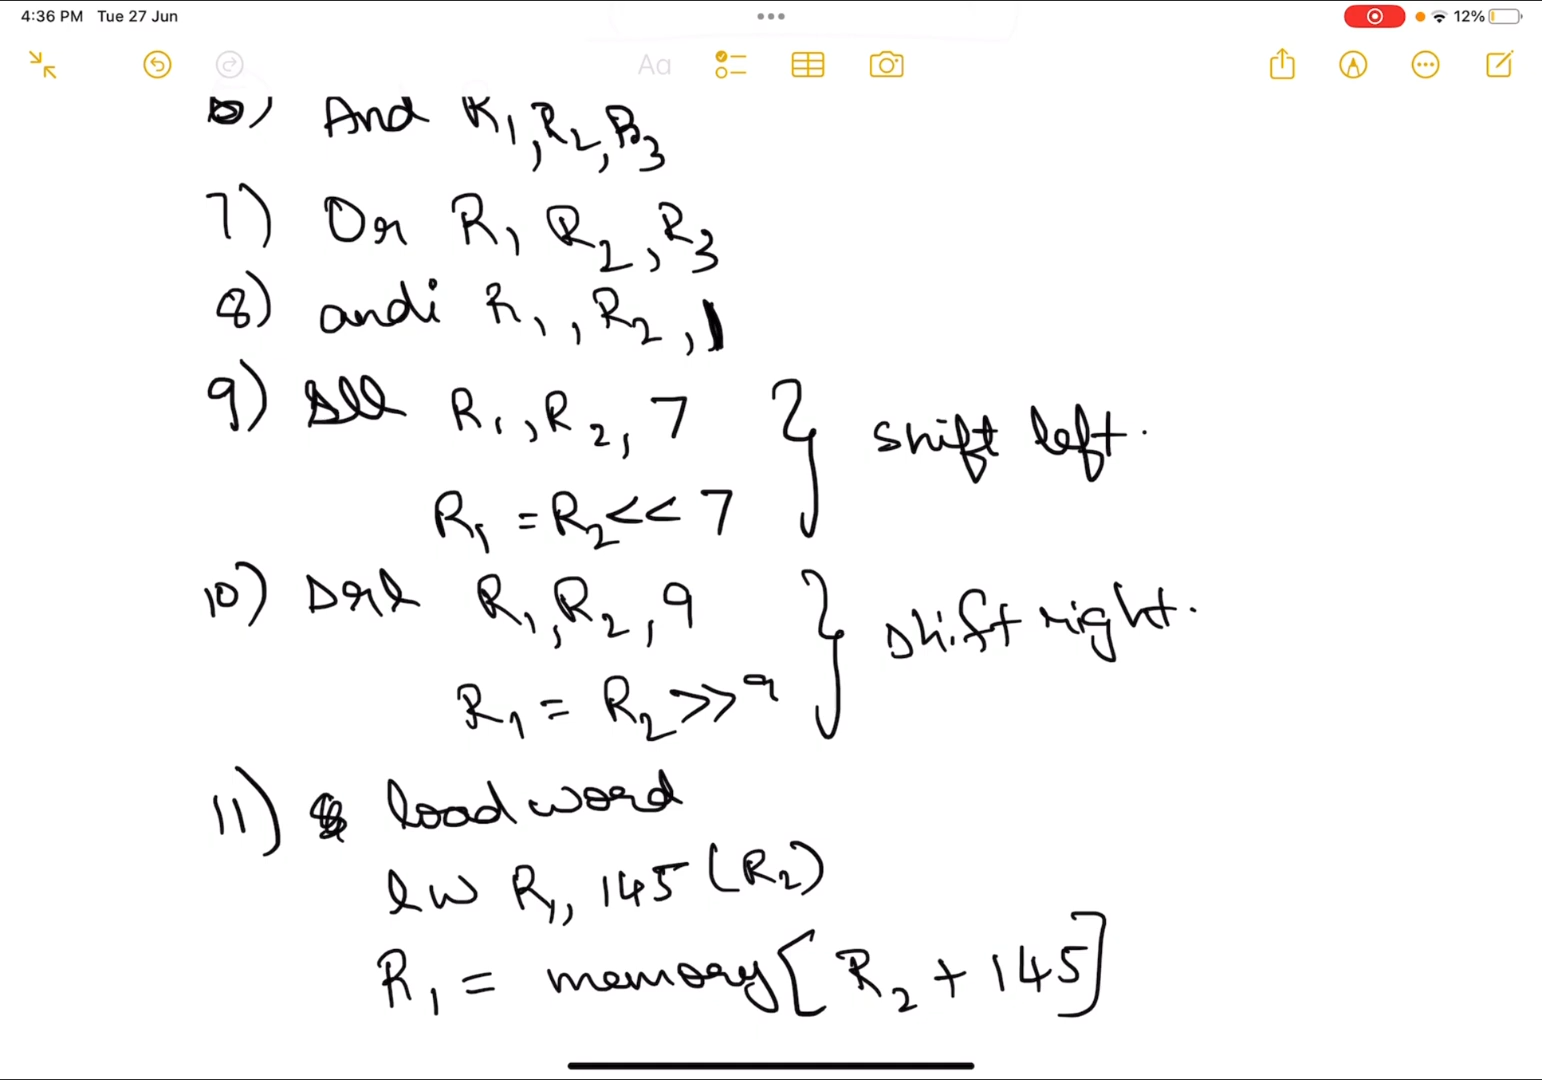 4:36 PM Tue 27 Jun
12%
Aa
And R1, R2, R3
7) Or R1 R2, R3
8) andi R1, R2, 1
9) sll R1, R2, 7
shift left.
R1 = R2 << 7
10) srl R1, R2, 9
shift right.
R1 = R2 >> 9
11) load word
lw R1, 145 (R2)
R1 = memory [R2 + 145]